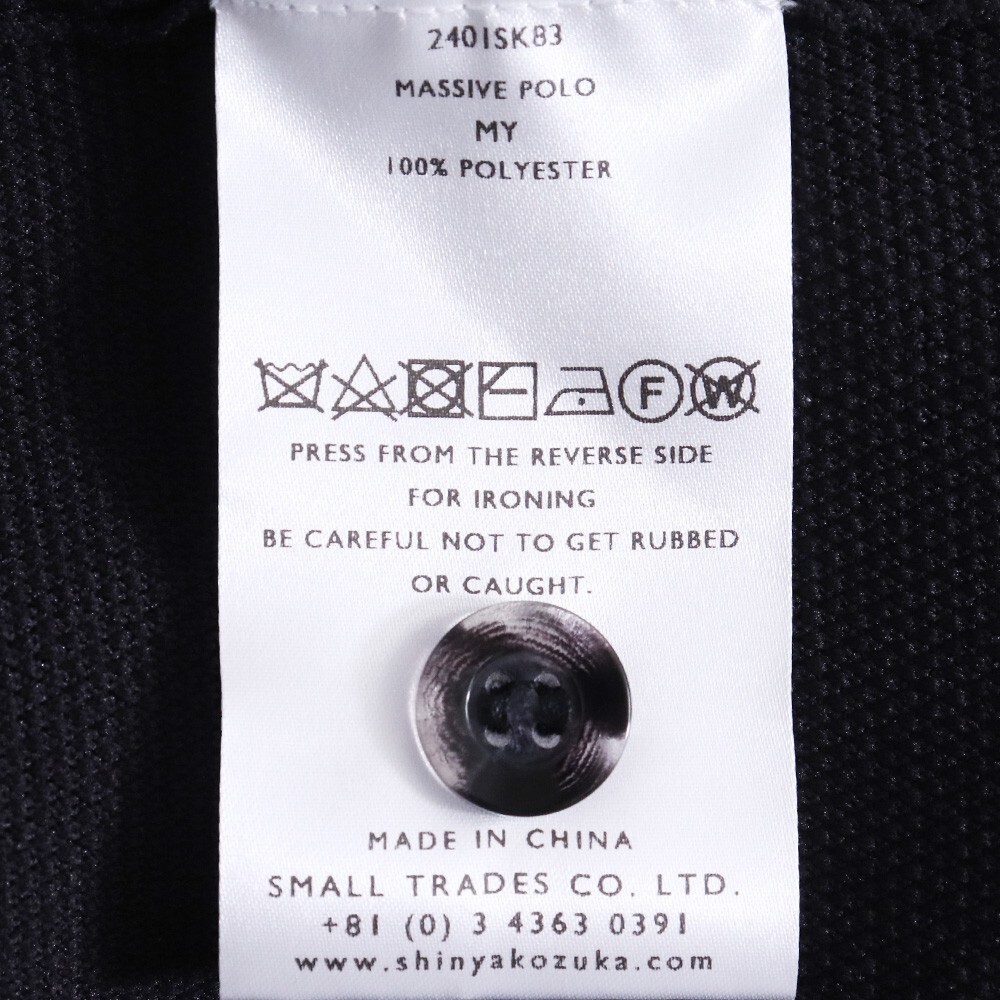 2401SK83
MASSIVE POLO
MY
100% POLYESTER
F W
PRESS FROM THE REVERSE SIDE
FOR IRONING
BE CAREFUL NOT TO GET RUBBED
OR CAUGHT.
MADE IN CHINA
SMALL TRADES CO. LTD.
+81 (0) 3 4363 0391
www.shinyakozuka.com